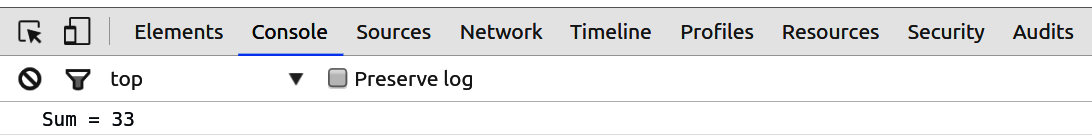 Elements Console Sources Network Timeline Profiles Resources Security Audits
top Preserve log
Sum = 33